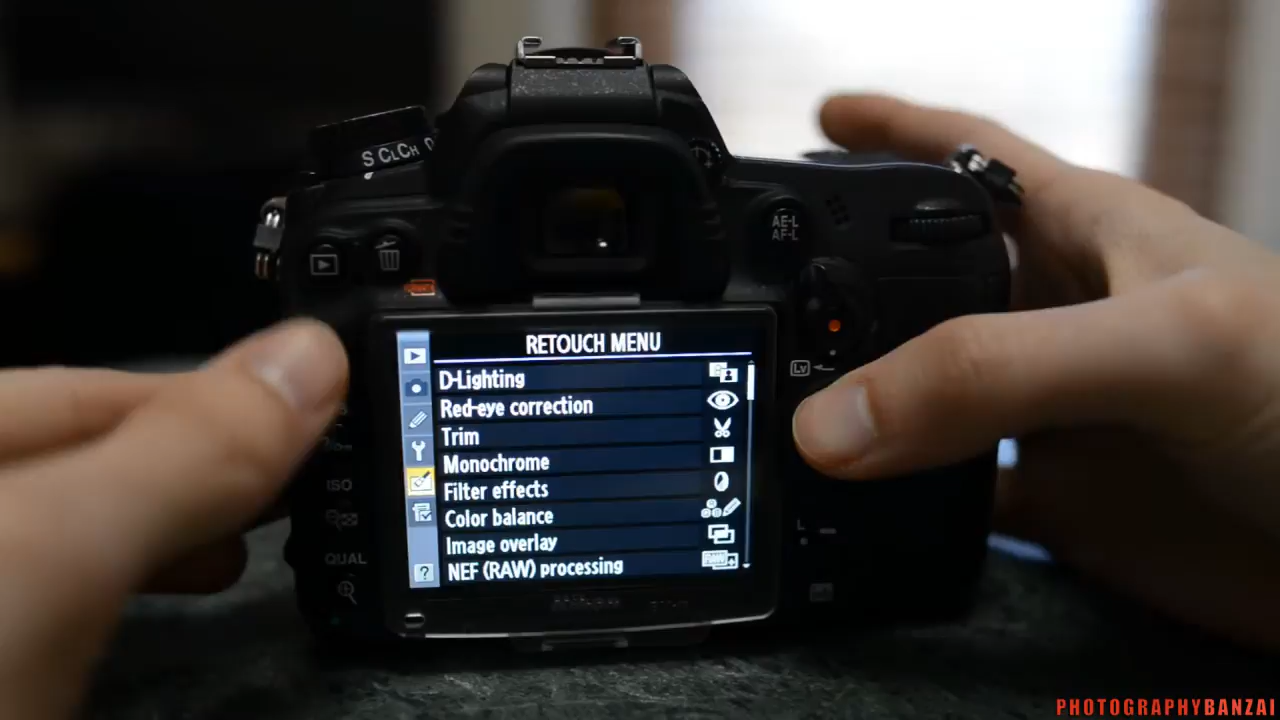 S CL CH
AE-L
AF-L
RETOUCH MENU
D-Lighting
Red-eye correction
Lv
Trim
Monochrome
Filter effects
ISO
Color balance
Image overlay
L
QUAL
NEF (RAW) processing
?
PHOTOGRAPHYBANZAI